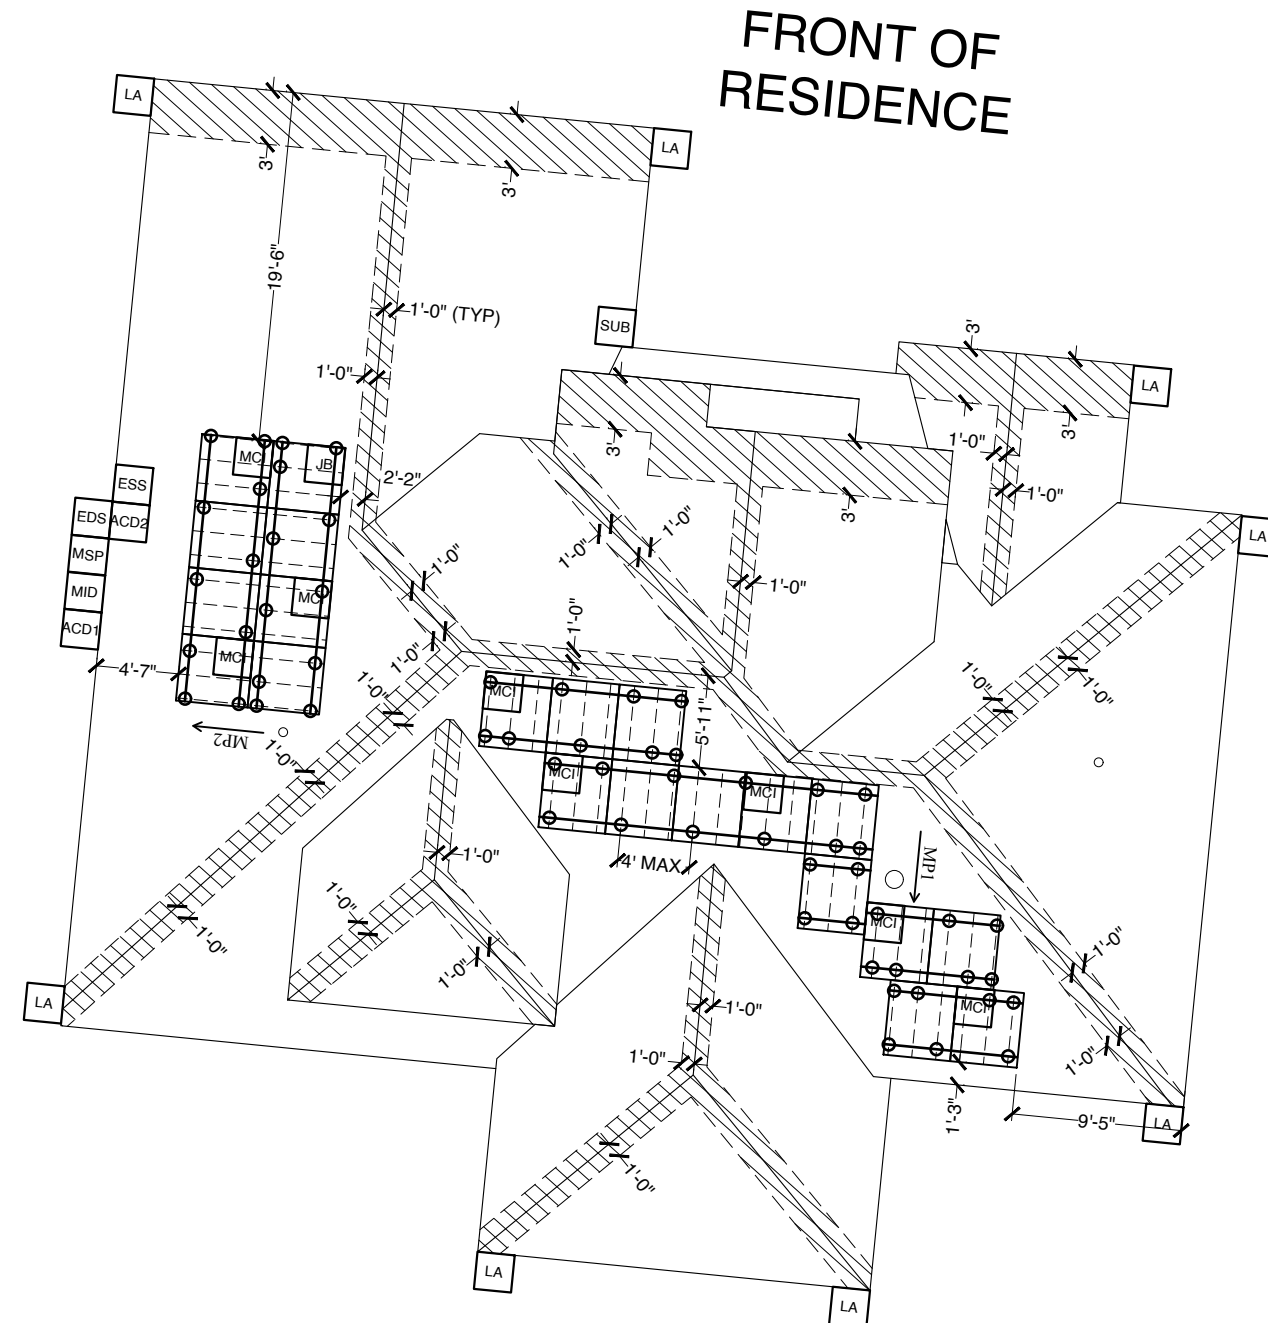 FRONT OF
RESIDENCE
LA
LA
3'
3'
19'-6"
1'-0" (TYP)
SUB
3'
1'-0"
LA
3'
3'
1'-0"
1'-0"
MCI
JB
2'-2"
ESS
EDS
ACD2
3'
1'-0"
1'-0"
LA
MSP
1'-0"
1'-0"
MID
MCI
ACD1
1'-0"
1'-0"
MCI
4'-7"
1'-0"
MCI
1'-0"
1'-0"
MP2
1'-0"
5'-11"
MCI
MCI
1'-0"
4' MAX
MP1
1'-0"
1'-0"
MCI
1'-0"
1'-0"
LA
1'-0"
MCI
1'-0"
1'-0"
1'-3"
9'-5"
LA
1'-0"
LA
LA